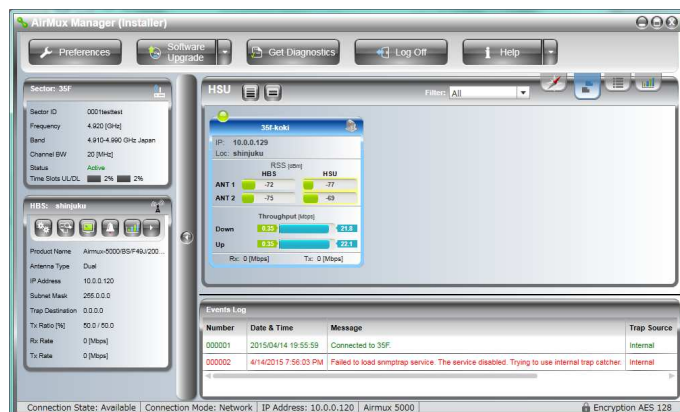 AirMux Manager (Installer)
Preferences
Software Upgrade
Get Diagnostics
Log Off
Help
Sector: 35F
Sector ID 0001testtest
Frequency 4.920 [GHz]
Band 4.910-4.990 GHz Japan
Channel BW 20 [MHz]
Status Active
Time Slots UL/DL 2% 2%
HBS: shinjuku
Product Name Airmux-5000/BS/F49J/200...
Antenna Type Dual
IP Address 10.0.0.120
Subnet Mask 255.0.0.0
Trap Destination 0.0.0.0
Tx Ratio [%] 50.0 / 50.0
Rx Rate 0 [Mbps]
Tx Rate 0 [Mbps]
HSU
Filter: All
35f-koki
IP: 10.0.0.129
Loc: shinjuku
RSS [dBm]
HBS HSU
ANT 1 -72 -77
ANT 2 -75 -69
Throughput [Mbps]
Down 0.35 21.8
Up 0.35 22.1
Rx: 0 [Mbps] Tx: 0 [Mbps]
Events Log
Number Date & Time Message Trap Source
000001 2015/04/14 19:55:59 Connected to 35F. Internal
000002 4/14/2015 7:56:03 PM Failed to load snmptrap service. The service disabled. Trying to use internal trap catcher. Internal
Connection State: Available Connection Mode: Network IP Address: 10.0.0.120 Airmux 5000 Encryption AES 128